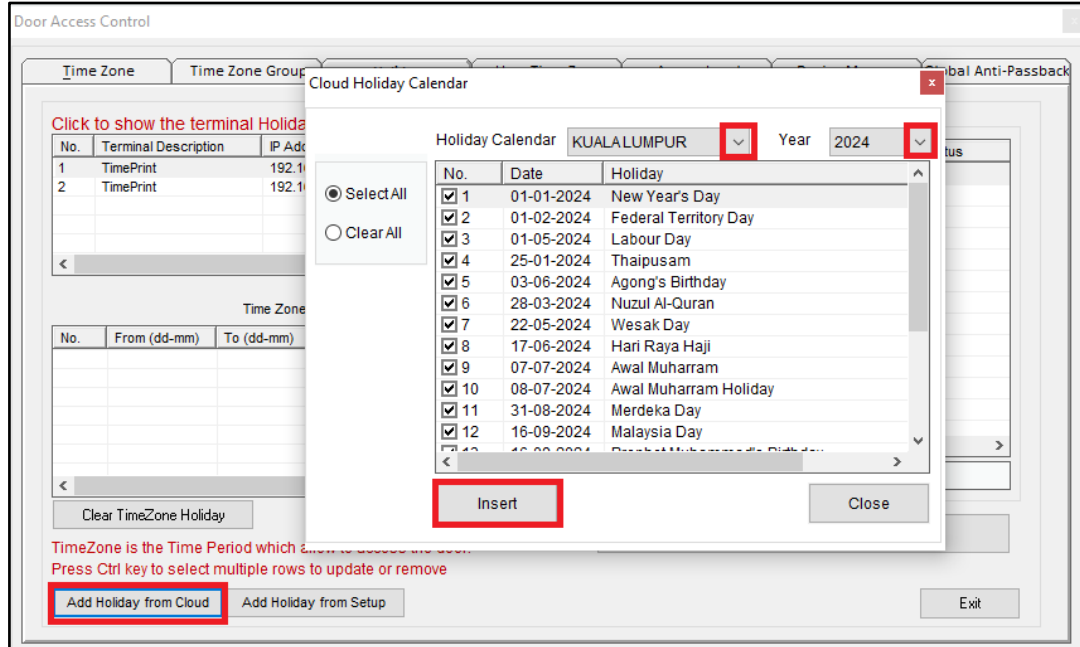 Door Access Control
Time Zone
Time Zone Group
Global Anti-Passback
Cloud Holiday Calendar
Click to show the terminal Holida
No. Terminal Description IP Add
1 TimePrint 192.1
2 TimePrint 192.1
Time Zone
No. From (dd-mm) To (dd-mm)
Holiday Calendar KUALA LUMPUR Year 2024
Select All
Clear All
No. Date Holiday
1 01-01-2024 New Year's Day
2 01-02-2024 Federal Territory Day
3 01-05-2024 Labour Day
4 25-01-2024 Thaipusam
5 03-06-2024 Agong's Birthday
6 28-03-2024 Nuzul Al-Quran
7 22-05-2024 Wesak Day
8 17-06-2024 Hari Raya Haji
9 07-07-2024 Awal Muharram
10 08-07-2024 Awal Muharram Holiday
11 31-08-2024 Merdeka Day
12 16-09-2024 Malaysia Day
Insert
Close
Clear TimeZone Holiday
TimeZone is the Time Period which allow to access the door.
Press Ctrl key to select multiple rows to update or remove
Add Holiday from Cloud
Add Holiday from Setup
Exit